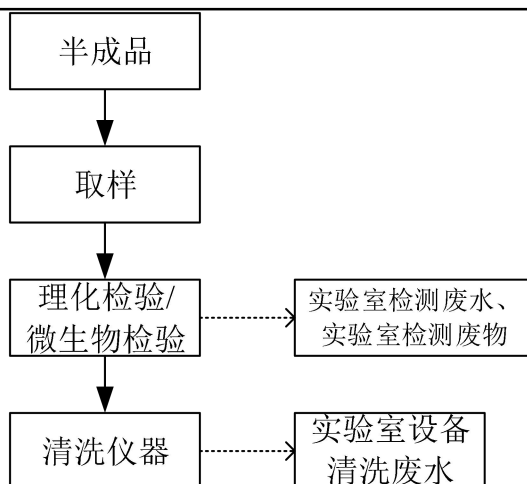 半成品
取样
理化检验/
微生物检验
实验室检测废水、
实验室检测废物
清洗仪器
实验室设备
清洗废水